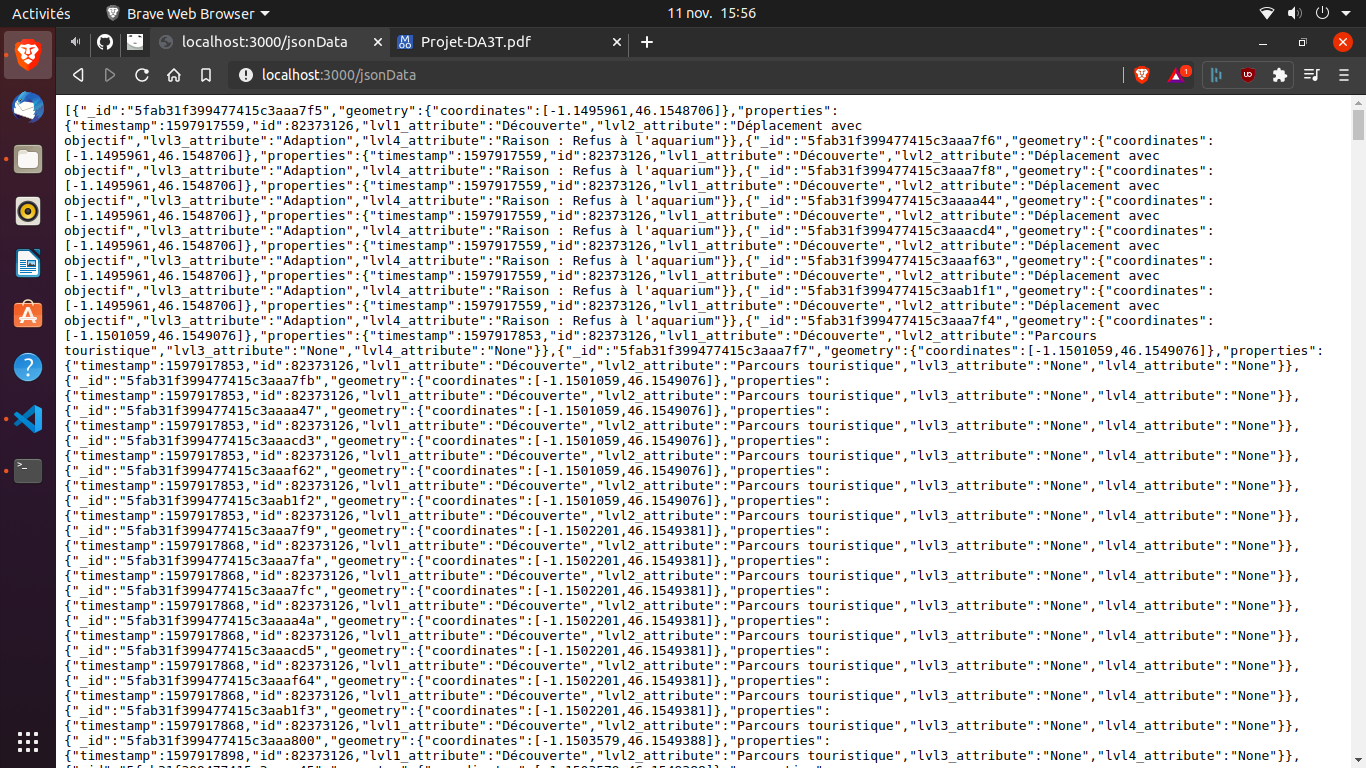 Activités
Brave Web Browser
11 nov. 15:56
localhost:3000/jsonData
Projet-DA3T.pdf
localhost:3000/jsonData
1
[{"_id":"5fab31f399477415c3aaa7f5","geometry":{"coordinates":[-1.1495961,46.1548706]},"properties":
{"timestamp":1597917559,"id":82373126,"lvl1_attribute":"Découverte","lvl2_attribute":"Déplacement avec
objectif","lvl3_attribute":"Adaption","lvl4_attribute":"Raison : Refus à l'aquarium"}},{"_id":"5fab31f399477415c3aaa7f6","geometry":{"coordinates":
[-1.1495961,46.1548706]},"properties":{"timestamp":1597917559,"id":82373126,"lvl1_attribute":"Découverte","lvl2_attribute":"Déplacement avec
objectif","lvl3_attribute":"Adaption","lvl4_attribute":"Raison : Refus à l'aquarium"}},{"_id":"5fab31f399477415c3aaa7f8","geometry":{"coordinates":
[-1.1495961,46.1548706]},"properties":{"timestamp":1597917559,"id":82373126,"lvl1_attribute":"Découverte","lvl2_attribute":"Déplacement avec
objectif","lvl3_attribute":"Adaption","lvl4_attribute":"Raison : Refus à l'aquarium"}},{"_id":"5fab31f399477415c3aaaa44","geometry":{"coordinates":
[-1.1495961,46.1548706]},"properties":{"timestamp":1597917559,"id":82373126,"lvl1_attribute":"Découverte","lvl2_attribute":"Déplacement avec
objectif","lvl3_attribute":"Adaption","lvl4_attribute":"Raison : Refus à l'aquarium"}},{"_id":"5fab31f399477415c3aaacd4","geometry":{"coordinates":
[-1.1495961,46.1548706]},"properties":{"timestamp":1597917559,"id":82373126,"lvl1_attribute":"Découverte","lvl2_attribute":"Déplacement avec
objectif","lvl3_attribute":"Adaption","lvl4_attribute":"Raison : Refus à l'aquarium"}},{"_id":"5fab31f399477415c3aaaf63","geometry":{"coordinates":
[-1.1495961,46.1548706]},"properties":{"timestamp":1597917559,"id":82373126,"lvl1_attribute":"Découverte","lvl2_attribute":"Déplacement avec
objectif","lvl3_attribute":"Adaption","lvl4_attribute":"Raison : Refus à l'aquarium"}},{"_id":"5fab31f399477415c3aab1f1","geometry":{"coordinates":
[-1.1495961,46.1548706]},"properties":{"timestamp":1597917559,"id":82373126,"lvl1_attribute":"Découverte","lvl2_attribute":"Déplacement avec
objectif","lvl3_attribute":"Adaption","lvl4_attribute":"Raison : Refus à l'aquarium"}},{"_id":"5fab31f399477415c3aaa7f4","geometry":{"coordinates":
[-1.1501059,46.1549076]},"properties":{"timestamp":1597917853,"id":82373126,"lvl1_attribute":"Découverte","lvl2_attribute":"Parcours
touristique","lvl3_attribute":"None","lvl4_attribute":"None"}},{"_id":"5fab31f399477415c3aaa7f7","geometry":{"coordinates":[-1.1501059,46.1549076]},"properties":
{"timestamp":1597917853,"id":82373126,"lvl1_attribute":"Découverte","lvl2_attribute":"Parcours touristique","lvl3_attribute":"None","lvl4_attribute":"None"}},
{"_id":"5fab31f399477415c3aaa7fb","geometry":{"coordinates":[-1.1501059,46.1549076]},"properties":
{"timestamp":1597917853,"id":82373126,"lvl1_attribute":"Découverte","lvl2_attribute":"Parcours touristique","lvl3_attribute":"None","lvl4_attribute":"None"}},
{"_id":"5fab31f399477415c3aaaa47","geometry":{"coordinates":[-1.1501059,46.1549076]},"properties":
{"timestamp":1597917853,"id":82373126,"lvl1_attribute":"Découverte","lvl2_attribute":"Parcours touristique","lvl3_attribute":"None","lvl4_attribute":"None"}},
{"_id":"5fab31f399477415c3aaacd3","geometry":{"coordinates":[-1.1501059,46.1549076]},"properties":
{"timestamp":1597917853,"id":82373126,"lvl1_attribute":"Découverte","lvl2_attribute":"Parcours touristique","lvl3_attribute":"None","lvl4_attribute":"None"}},
{"_id":"5fab31f399477415c3aaaf62","geometry":{"coordinates":[-1.1501059,46.1549076]},"properties":
{"timestamp":1597917853,"id":82373126,"lvl1_attribute":"Découverte","lvl2_attribute":"Parcours touristique","lvl3_attribute":"None","lvl4_attribute":"None"}},
{"_id":"5fab31f399477415c3aab1f2","geometry":{"coordinates":[-1.1501059,46.1549076]},"properties":
{"timestamp":1597917853,"id":82373126,"lvl1_attribute":"Découverte","lvl2_attribute":"Parcours touristique","lvl3_attribute":"None","lvl4_attribute":"None"}},
{"_id":"5fab31f399477415c3aaa7f9","geometry":{"coordinates":[-1.1502201,46.1549381]},"properties":
{"timestamp":1597917868,"id":82373126,"lvl1_attribute":"Découverte","lvl2_attribute":"Parcours touristique","lvl3_attribute":"None","lvl4_attribute":"None"}},
{"_id":"5fab31f399477415c3aaa7fa","geometry":{"coordinates":[-1.1502201,46.1549381]},"properties":
{"timestamp":1597917868,"id":82373126,"lvl1_attribute":"Découverte","lvl2_attribute":"Parcours touristique","lvl3_attribute":"None","lvl4_attribute":"None"}},
{"_id":"5fab31f399477415c3aaa7fc","geometry":{"coordinates":[-1.1502201,46.1549381]},"properties":
{"timestamp":1597917868,"id":82373126,"lvl1_attribute":"Découverte","lvl2_attribute":"Parcours touristique","lvl3_attribute":"None","lvl4_attribute":"None"}},
{"_id":"5fab31f399477415c3aaaa4a","geometry":{"coordinates":[-1.1502201,46.1549381]},"properties":
{"timestamp":1597917868,"id":82373126,"lvl1_attribute":"Découverte","lvl2_attribute":"Parcours touristique","lvl3_attribute":"None","lvl4_attribute":"None"}},
{"_id":"5fab31f399477415c3aaacd5","geometry":{"coordinates":[-1.1502201,46.1549381]},"properties":
{"timestamp":1597917868,"id":82373126,"lvl1_attribute":"Découverte","lvl2_attribute":"Parcours touristique","lvl3_attribute":"None","lvl4_attribute":"None"}},
{"_id":"5fab31f399477415c3aaaf64","geometry":{"coordinates":[-1.1502201,46.1549381]},"properties":
{"timestamp":1597917868,"id":82373126,"lvl1_attribute":"Découverte","lvl2_attribute":"Parcours touristique","lvl3_attribute":"None","lvl4_attribute":"None"}},
{"_id":"5fab31f399477415c3aab1f3","geometry":{"coordinates":[-1.1502201,46.1549381]},"properties":
{"timestamp":1597917868,"id":82373126,"lvl1_attribute":"Découverte","lvl2_attribute":"Parcours touristique","lvl3_attribute":"None","lvl4_attribute":"None"}},
{"_id":"5fab31f399477415c3aaa800","geometry":{"coordinates":[-1.1503579,46.1549388]},"properties":
{"timestamp":1597917898,"id":82373126,"lvl1_attribute":"Découverte","lvl2_attribute":"Parcours touristique","lvl3_attribute":"None","lvl4_attribute":"None"}},